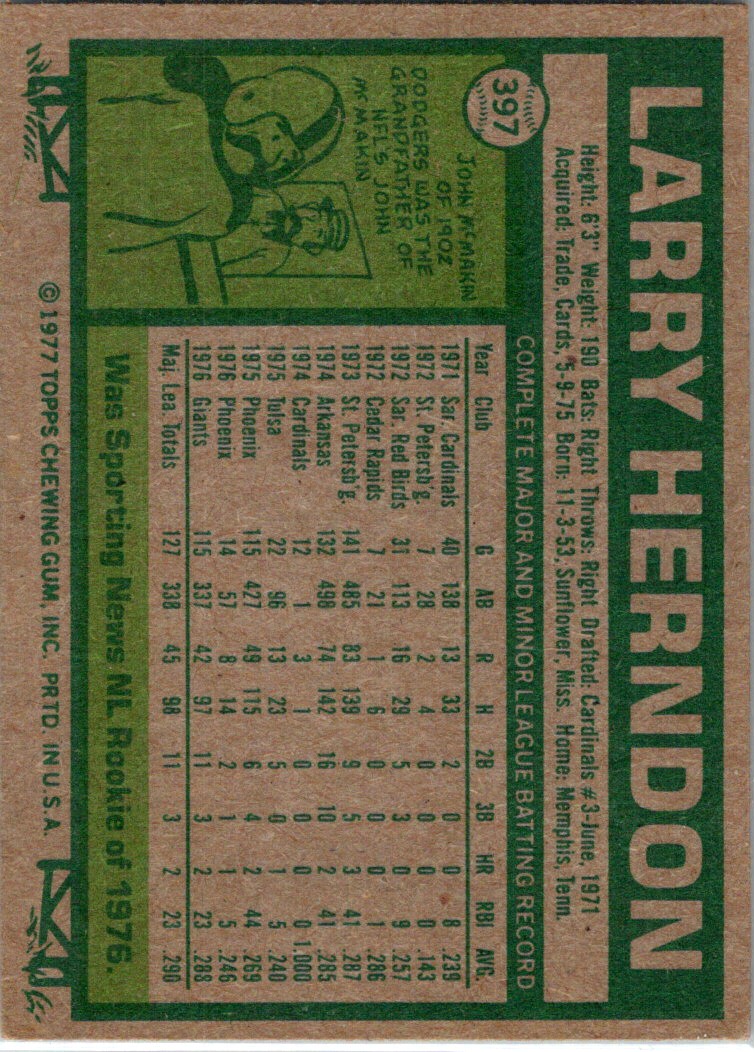 LARRY HERNDON
397
Height: 6'3" Weight: 190 Bats: Right Throws: Right Drafted: Cardinals #3-June, 1971
Acquired: Trade, Cards, 5-9-75 Born: 11-3-53, Sunflower, Miss. Home: Memphis, Tenn.
COMPLETE MAJOR AND MINOR LEAGUE BATTING RECORD
Year Club G AB R H 2B 3B HR RBI AVG.
1971 Sar. Cardinals 40 138 13 33 2 0 0 8 .239
1972 St. Petersb'g. 7 28 2 4 0 0 0 0 .143
1972 Sar. Red Birds 31 113 16 29 5 3 0 9 .257
1972 Cedar Rapids 7 21 1 6 0 0 0 1 .286
1973 St. Petersb'g. 141 485 83 139 9 5 3 41 .287
1974 Arkansas 132 498 74 142 16 10 2 41 .285
1974 Cardinals 12 1 3 1 0 0 0 0 1.000
1975 Tulsa 22 96 13 23 5 0 1 5 .240
1975 Phoenix 115 427 49 115 6 4 2 44 .269
1976 Phoenix 14 57 8 14 2 1 1 5 .246
1976 Giants 115 337 42 97 11 3 2 23 .288
Maj. Lea. Totals 127 338 45 98 11 3 2 23 .290
JOHN McMAKIN
OF 1902
DODGERS WAS THE
GRANDFATHER OF
NFL'S JOHN
McMAKIN
Was Sporting News NL Rookie of 1976.
©1977 TOPPS CHEWING GUM, INC. PRTD. IN U.S.A.